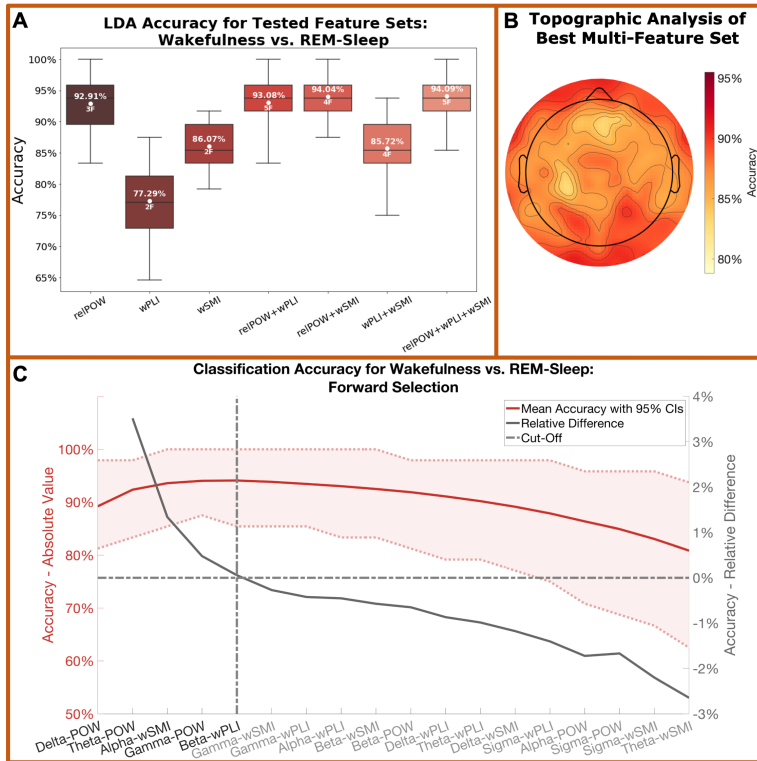 A
LDA Accuracy for Tested Feature Sets:
Wakefulness vs. REM-Sleep
Accuracy
100%
95%
90%
85%
80%
75%
70%
65%
92.91%
3F
77.29%
2F
86.07%
2F
93.08%
5F
94.04%
4F
85.72%
4F
94.09%
5F
relPOW
wPLI
wSMI
relPOW+wPLI
relPOW+wSMI
wPLI+wSMI
relPOW+wPLI+wSMI
B
Topographic Analysis of
Best Multi-Feature Set
95%
90%
85%
80%
Accuracy
C
Classification Accuracy for Wakefulness vs. REM-Sleep:
Forward Selection
Mean Accuracy with 95% CIs
Relative Difference
Cut-Off
Accuracy - Absolute Value
100%
90%
80%
70%
60%
50%
4%
3%
2%
1%
0%
-1%
-2%
-3%
Accuracy - Relative Difference
Delta-POW
Theta-POW
Alpha-wSMI
Gamma-POW
Beta-wPLI
Gamma-wSMI
Gamma-wPLI
Alpha-wPLI
Beta-wSMI
Beta-POW
Delta-wPLI
Theta-wPLI
Delta-wSMI
Sigma-wPLI
Alpha-POW
Sigma-POW
Sigma-wSMI
Theta-wSMI